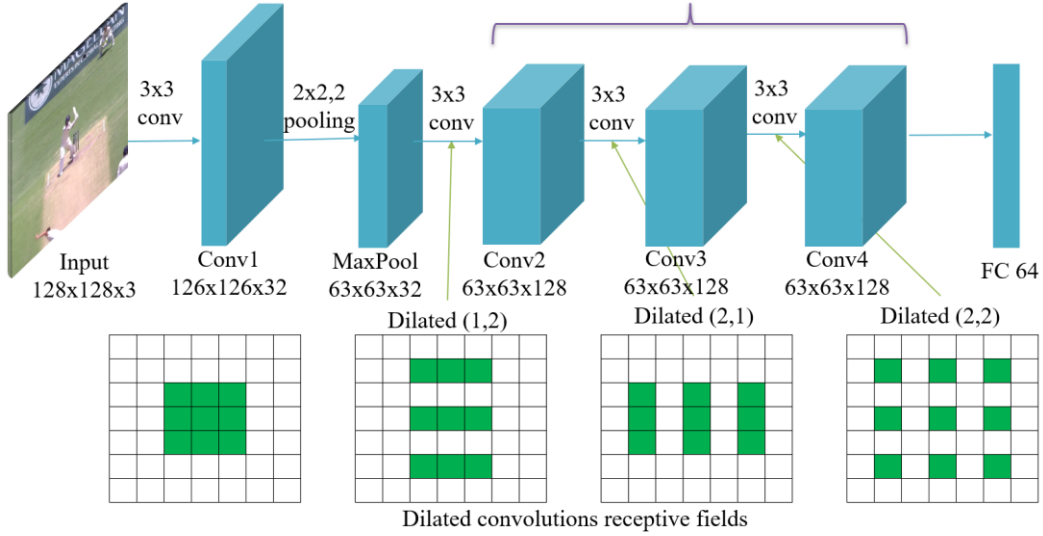 MAGELLAN
3x3
conv
2x2,2
pooling
3x3
conv
3x3
conv
3x3
conv
Input
128x128x3
Conv1
126x126x32
MaxPool
63x63x32
Conv2
63x63x128
Conv3
63x63x128
Conv4
63x63x128
FC 64
Dilated (1,2)
Dilated (2,1)
Dilated (2,2)
Dilated convolutions receptive fields